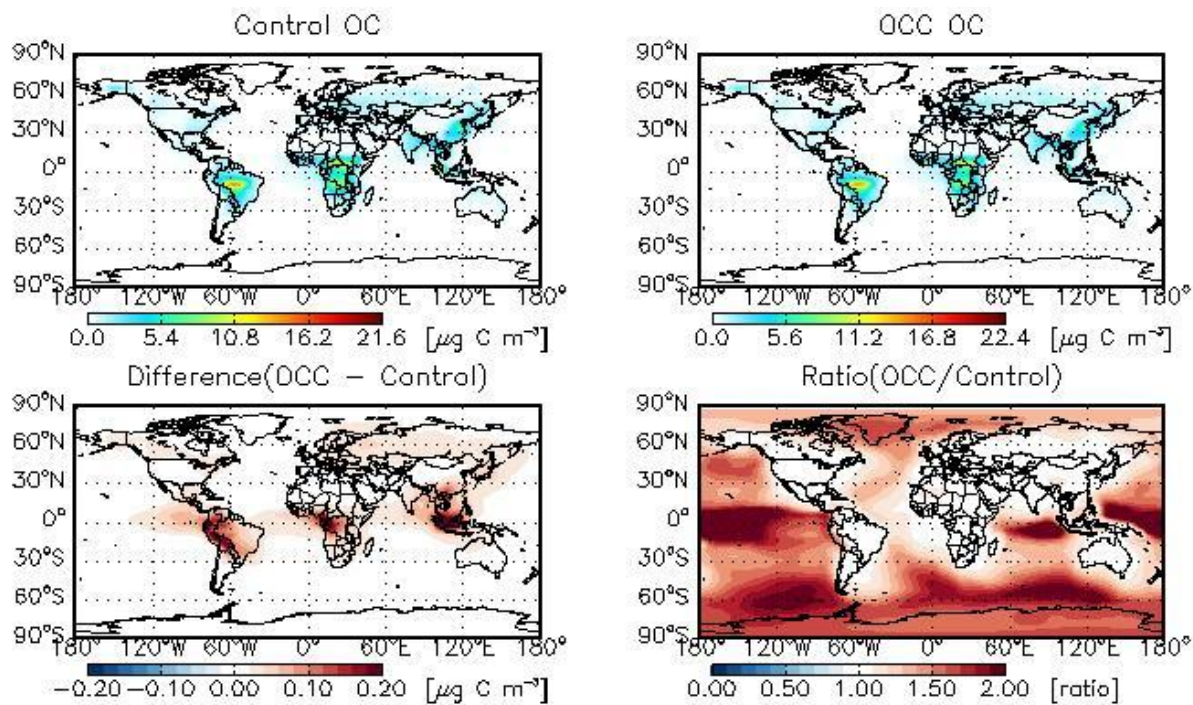 Control OC
90°N
60°N
30°N
0°
30°S
60°S
90°S
180° 120°W 60°W 0° 60°E 120°E 180°
0.0 5.4 10.8 16.2 21.6 [μg C m⁻³]
OCC OC
90°N
60°N
30°N
0°
30°S
60°S
90°S
180° 120°W 60°W 0° 60°E 120°E 180°
0.0 5.6 11.2 16.8 22.4 [μg C m⁻³]
Difference(OCC – Control)
90°N
60°N
30°N
0°
30°S
60°S
90°S
180° 120°W 60°W 0° 60°E 120°E 180°
−0.20 −0.10 0.00 0.10 0.20 [μg C m⁻³]
Ratio(OCC/Control)
90°N
60°N
30°N
0°
30°S
60°S
90°S
180° 120°W 60°W 0° 60°E 120°E 180°
0.00 0.50 1.00 1.50 2.00 [ratio]